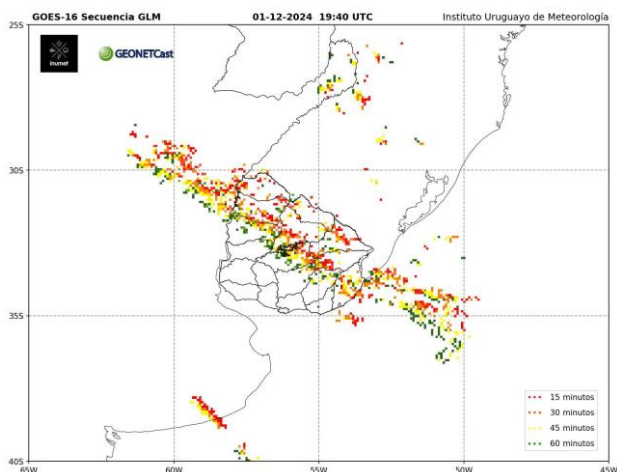 GOES-16 Secuencia GLM 01-12-2024 19:40 UTC Instituto Uruguayo de Meteorología
25S
inumet
GEONETCast
30S
35S
15 minutos
30 minutos
45 minutos
60 minutos
40S
65W 60W 55W 50W 45W